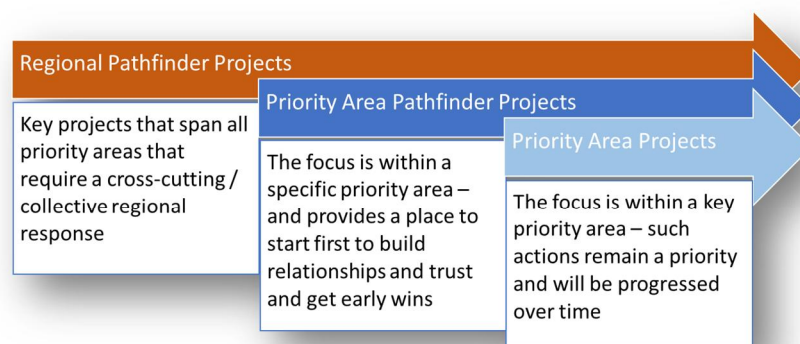 Regional Pathfinder Projects
Key projects that span all
priority areas that
require a cross-cutting /
collective regional
response
Priority Area Pathfinder Projects
The focus is within a
specific priority area –
and provides a place to
start first to build
relationships and trust
and get early wins
Priority Area Projects
The focus is within a key
priority area – such
actions remain a priority
and will be progressed
over time